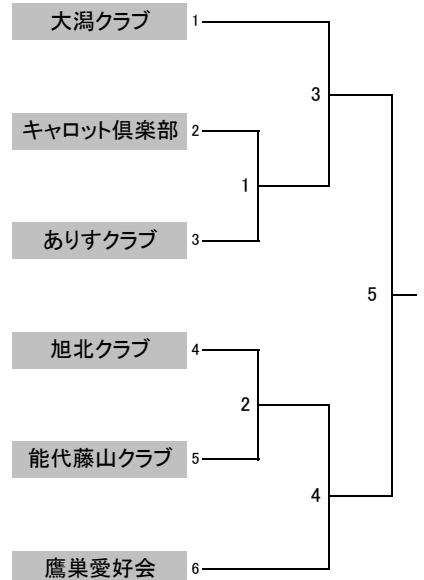 大潟クラブ 1
3
キャロット倶楽部 2
1
ありすクラブ 3
5
旭北クラブ 4
2
能代藤山クラブ 5
4
鷹巣愛好会 6